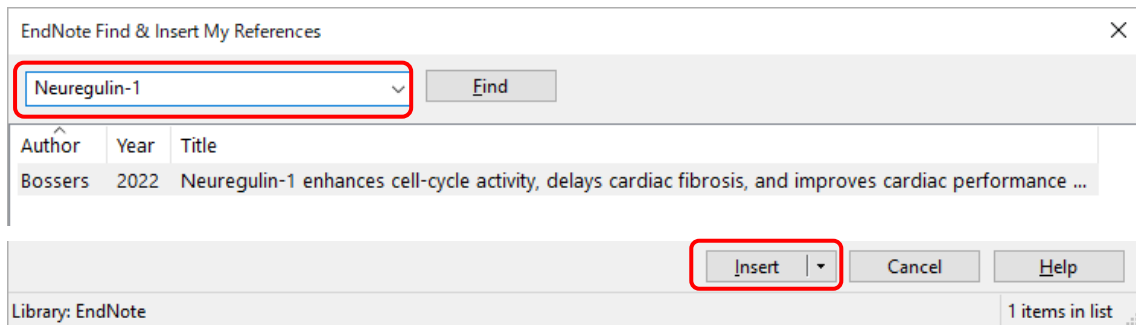 EndNote Find & Insert My References
Neuregulin-1 Find
Author Year Title
Bossers 2022 Neuregulin-1 enhances cell-cycle activity, delays cardiac fibrosis, and improves cardiac performance ...
Insert Cancel Help
Library: EndNote 1 items in list